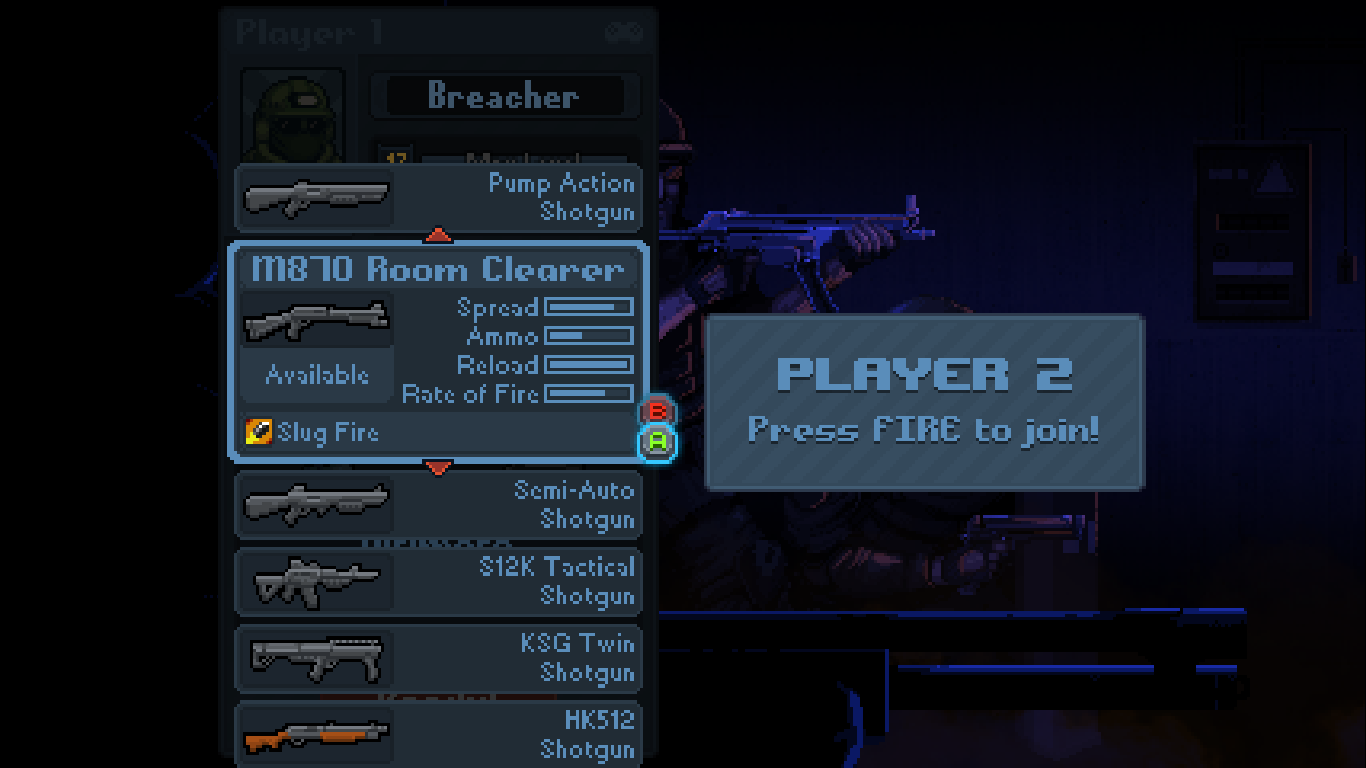 Player 1
Breacher
17
Pump Action
Shotgun
M870 Room Clearer
Spread
Ammo
Reload
Rate of Fire
Available
Slug Fire
B
A
Semi-Auto
Shotgun
S12K Tactical
Shotgun
KSG Twin
Shotgun
HK512
Shotgun
PLAYER 2
Press FIRE to join!